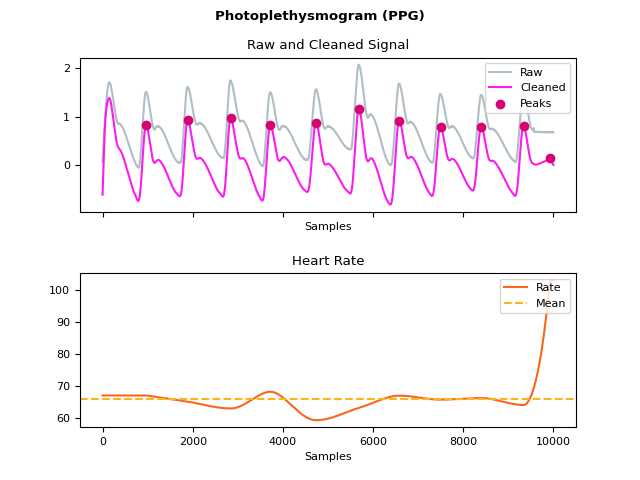 Photoplethysmogram (PPG)
Raw and Cleaned Signal
Raw
Cleaned
Peaks
2
1
0
Samples
Heart Rate
Rate
Mean
100
90
80
70
60
0 2000 4000 6000 8000 10000
Samples